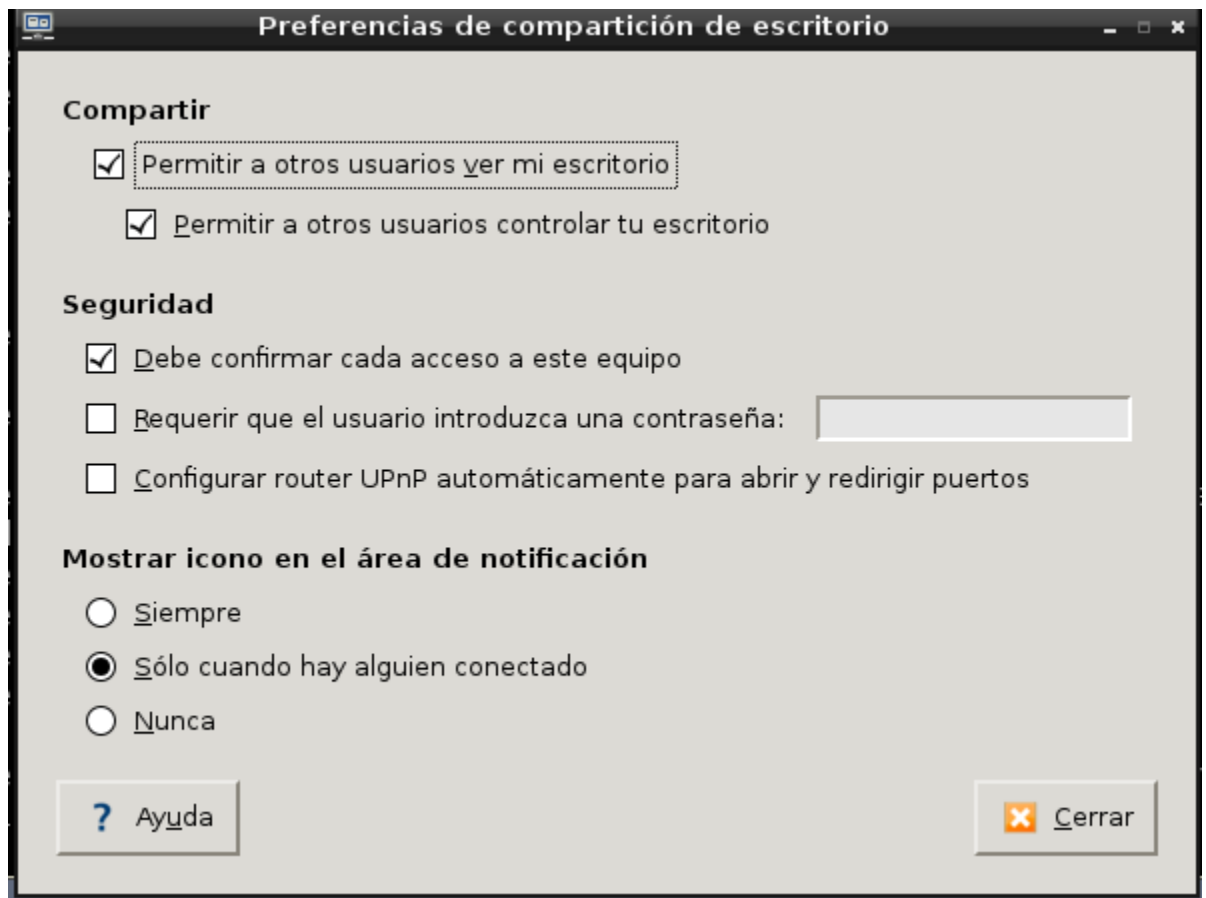 Preferencias de compartición de escritorio
Compartir
Permitir a otros usuarios ver mi escritorio
Permitir a otros usuarios controlar tu escritorio
Seguridad
Debe confirmar cada acceso a este equipo
Requerir que el usuario introduzca una contraseña:
Configurar router UPnP automáticamente para abrir y redirigir puertos
Mostrar icono en el área de notificación
Siempre
Sólo cuando hay alguien conectado
Nunca
? Ayuda
Cerrar